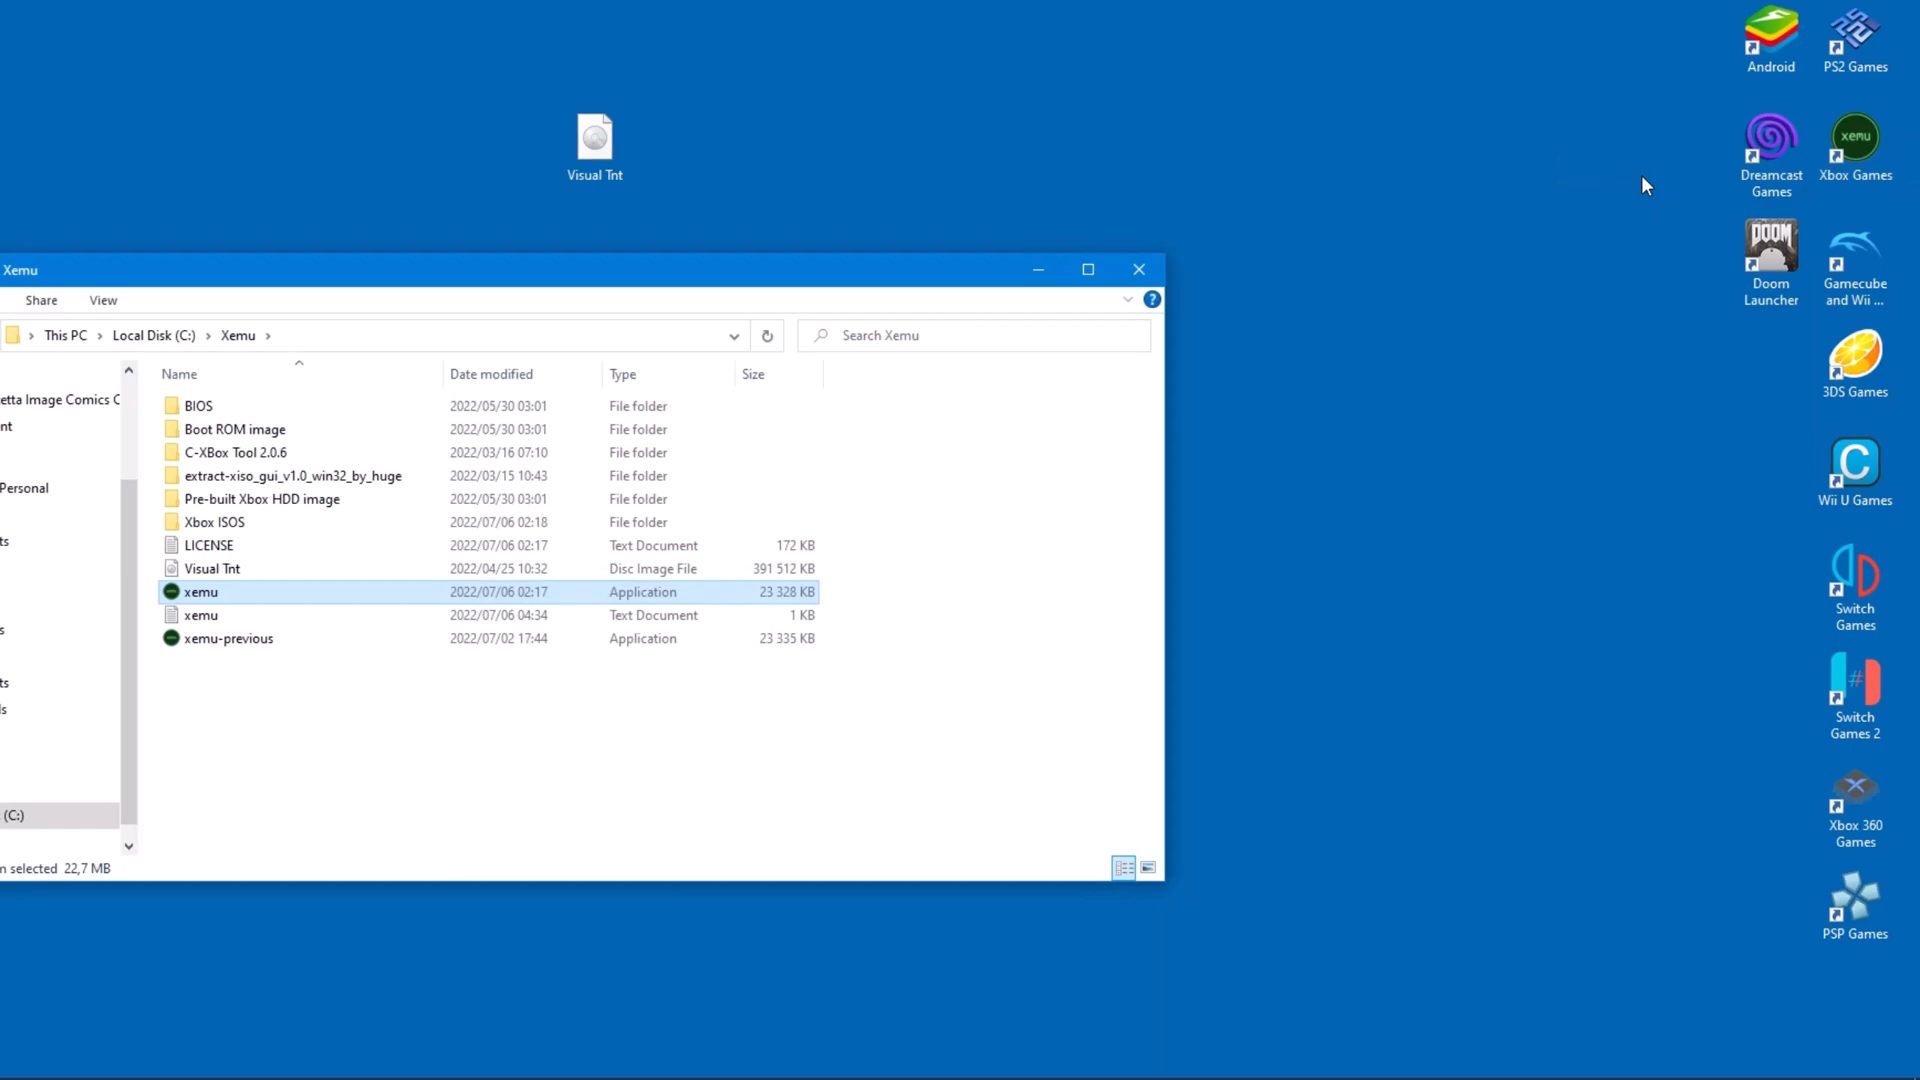 Android
PS2 Games
Visual Tnt
Dreamcast
Games
xemu
Xbox Games
DOOM
Doom
Launcher
Gamecube
and Wii ...
3DS Games
Wii U Games
Switch
Games
Switch
Games 2
Xbox 360
Games
PSP Games
Xemu
Share
View
This PC
Local Disk (C:)
Xemu
Search Xemu
Name
Date modified
Type
Size
etta Image Comics C
nt
Personal
ts
s
ts
ls
(C:)
BIOS 2022/05/30 03:01 File folder
Boot ROM image 2022/05/30 03:01 File folder
C-XBox Tool 2.0.6 2022/03/16 07:10 File folder
extract-xiso_gui_v1.0_win32_by_huge 2022/03/15 10:43 File folder
Pre-built Xbox HDD image 2022/05/30 03:01 File folder
Xbox ISOS 2022/07/06 02:18 File folder
LICENSE 2022/07/06 02:17 Text Document 172 KB
Visual Tnt 2022/04/25 10:32 Disc Image File 391 512 KB
xemu 2022/07/06 02:17 Application 23 328 KB
xemu 2022/07/06 04:34 Text Document 1 KB
xemu-previous 2022/07/02 17:44 Application 23 335 KB
n selected 22,7 MB